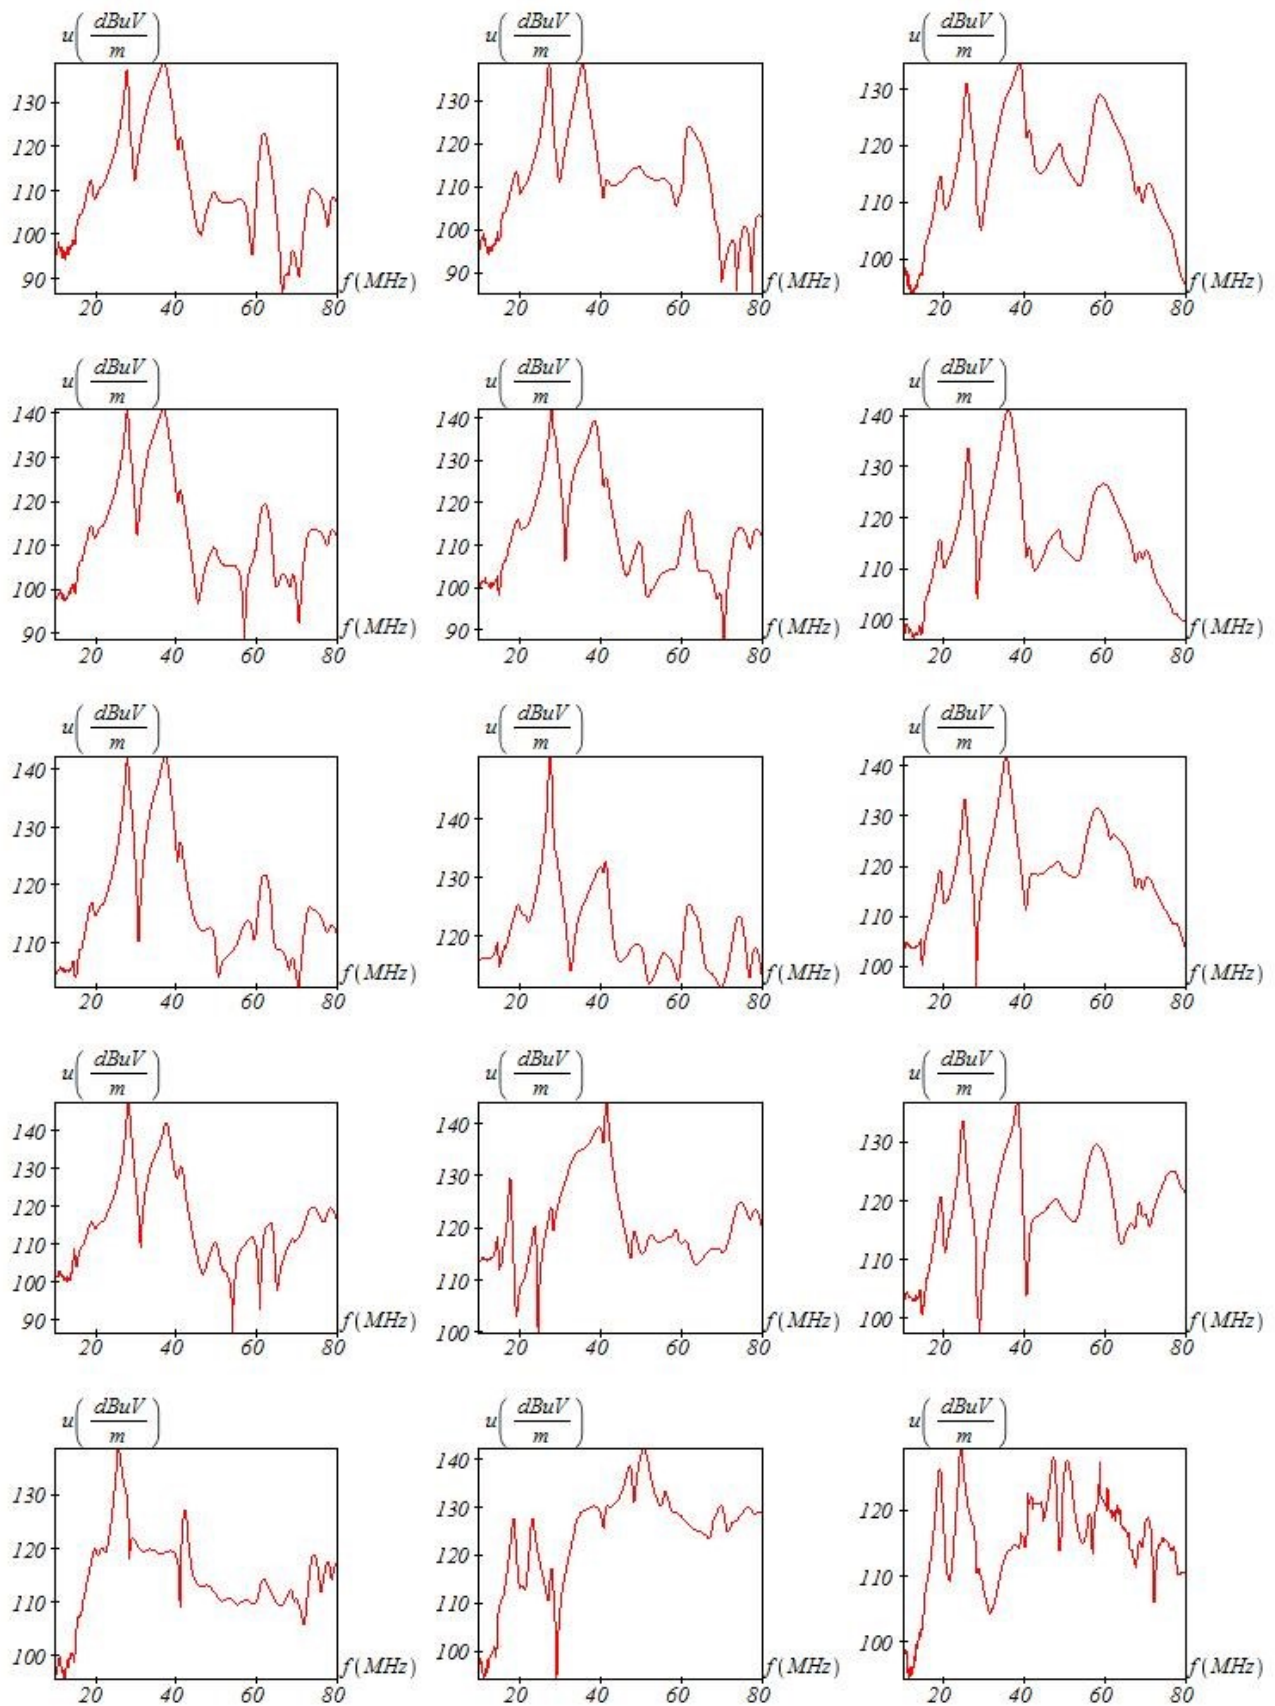 u(dBuV/m) u(dBuV/m) u(dBuV/m)
130 130 130
120 120 120
110 110 110
100 100 100
90 f(MHz) 90 f(MHz) f(MHz)
20 40 60 80 20 40 60 80 20 40 60 80
u(dBuV/m) u(dBuV/m) u(dBuV/m)
140 140 140
130 130 130
120 120 120
110 110 110
100 100 100
90 f(MHz) 90 f(MHz) f(MHz)
20 40 60 80 20 40 60 80 20 40 60 80
u(dBuV/m) u(dBuV/m) u(dBuV/m)
140 140 140
130 130 130
120 120 120
110 110
f(MHz) f(MHz) 100 f(MHz)
20 40 60 80 20 40 60 80 20 40 60 80
u(dBuV/m) u(dBuV/m) u(dBuV/m)
140 140 130
130 130 120
120 120 110
110 110 100
100 100
90 f(MHz) f(MHz) f(MHz)
20 40 60 80 20 40 60 80 20 40 60 80
u(dBuV/m) u(dBuV/m) u(dBuV/m)
130 140 120
120 130 110
110 120 100
100 110
100
f(MHz) f(MHz) f(MHz)
20 40 60 80 20 40 60 80 20 40 60 80